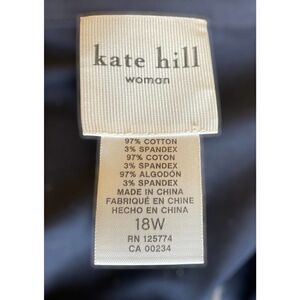 kate hill
woman
97% COTTON
3% SPANDEX
97% COTON
3% SPANDEX
97% ALGODÓN
3% SPANDEX
MADE IN CHINA
FABRIQUÉ EN CHINE
HECHO EN CHINA
18W
RN 125774
CA 00234